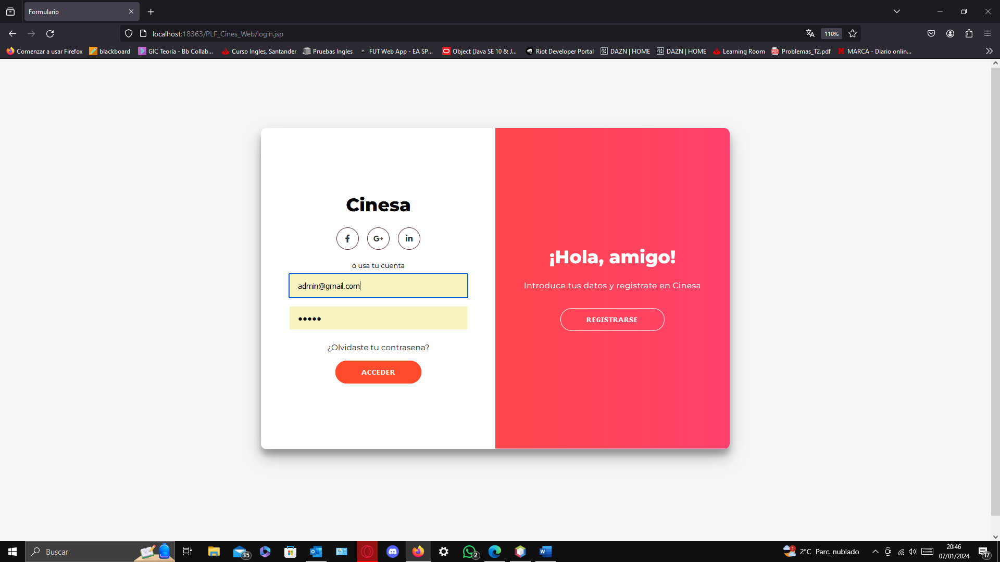 Formulario
localhost:18363/PLF_Cines_Web/login.jsp
110%
Comenzar a usar Firefox
blackboard
GIC Teoría - Bb Collab...
Curso Ingles, Santander
Pruebas Ingles
FUT Web App - EA SP...
Object (Java SE 10 & J...
Riot Developer Portal
DAZN | HOME
DAZN | HOME
Learning Room
Problemas_T2.pdf
MARCA - Diario onlin...
Cinesa
G+
in
o usa tu cuenta
admin@gmail.com
¿Olvidaste tu contrasena?
ACCEDER
¡Hola, amigo!
Introduce tus datos y registrate en Cinesa
REGISTRARSE
Buscar
35
2
1
2°C Parc. nublado
20:46
07/01/2024
17